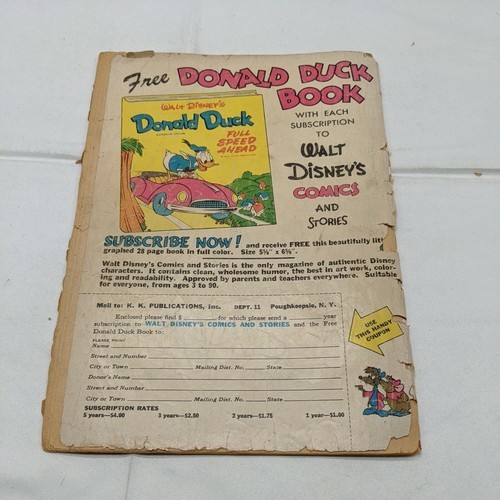 Free DONALD DUCK
BOOK
WITH EACH
SUBSCRIPTION
TO
WALT
DISNEY'S
COMICS
AND
STORIES
WALT DISNEY'S
Donald Duck
FULL
SPEED
AHEAD
SUBSCRIBE NOW! and receive FREE this beautifully
graphed 28 page book in full color. Size 5½" x 6⅝".
Walt Disney's Comics and Stories is the only magazine of authentic Disney
characters. It contains clean, wholesome humor, the best in art work, color-
ing and readability. Approved by parents and teachers everywhere. Suitable
for everyone, from ages 3 to 90.
Mail to: K. K. PUBLICATIONS, Inc. DEPT. 11 Poughkeepsie, N. Y.
Enclosed please find $ for which please send a year
subscription to WALT DISNEY'S COMICS AND STORIES and the Free
Donald Duck Book to:
PLEASE PRINT
Name
Street and Number
City or Town Mailing Dist. No. State
Donor's Name
Street and Number
City or Town Mailing Dist. No. State
SUBSCRIPTION RATES
5 years—$4.00 3 years—$2.50 2 years—$1.75 1 year—$1.00
USE
THIS HANDY
COUPON